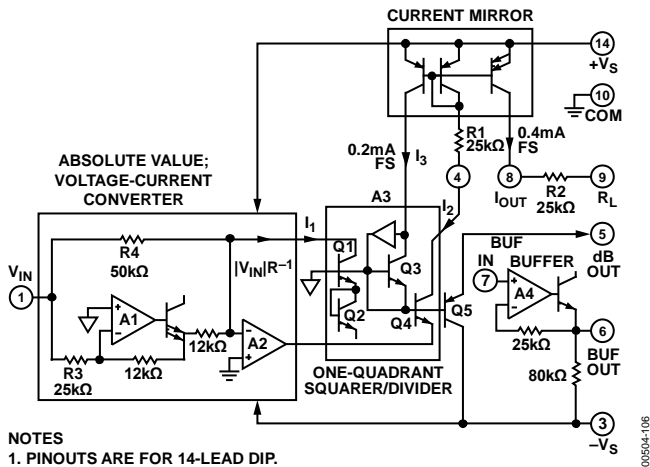 CURRENT MIRROR
14
+VS
10
COM
R1
25kΩ
0.2mA
FS
I3
0.4mA
FS
4
8
IOUT
R2
25kΩ
9
RL
ABSOLUTE VALUE;
VOLTAGE-CURRENT
CONVERTER
A3
I1
I2
R4
50kΩ
|VIN|R–1
VIN
1
A1
12kΩ
R3
25kΩ
12kΩ
A2
Q1
Q2
Q3
Q4
Q5
ONE-QUADRANT
SQUARER/DIVIDER
5
dB
OUT
BUF
IN
7
BUFFER
A4
25kΩ
6
BUF
OUT
80kΩ
3
–VS
NOTES
1. PINOUTS ARE FOR 14-LEAD DIP.
00504-106